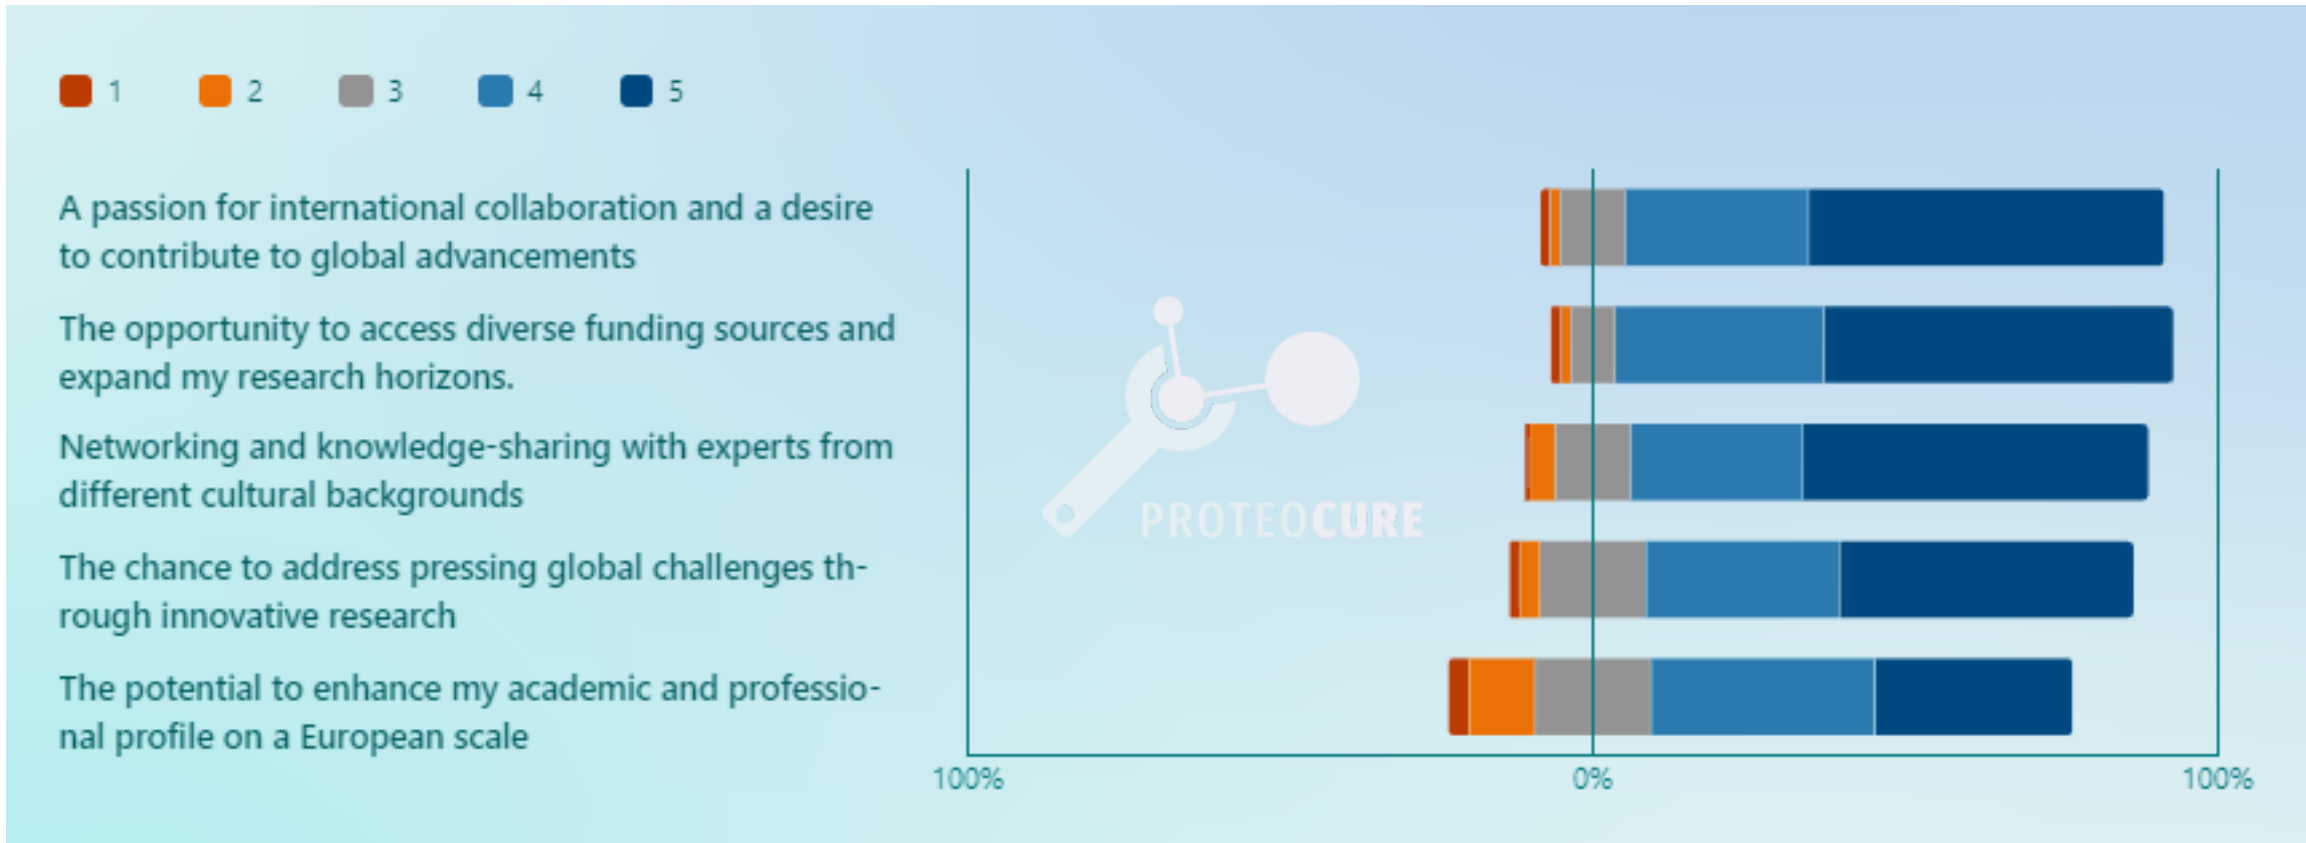 1 2 3 4 5
A passion for international collaboration and a desire
to contribute to global advancements
The opportunity to access diverse funding sources and
expand my research horizons.
Networking and knowledge-sharing with experts from
different cultural backgrounds
The chance to address pressing global challenges th-
rough innovative research
The potential to enhance my academic and professio-
nal profile on a European scale
PROTEOCURE
100% 0% 100%